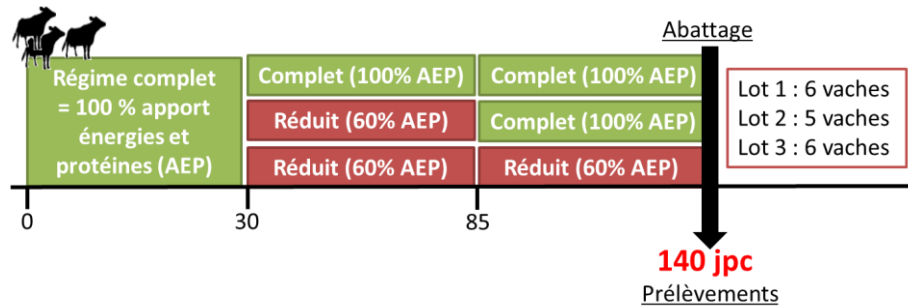 Abattage
Régime complet
= 100 % apport
énergies et
protéines (AEP)
Complet (100% AEP)
Complet (100% AEP)
Réduit (60% AEP)
Complet (100% AEP)
Réduit (60% AEP)
Réduit (60% AEP)
Lot 1 : 6 vaches
Lot 2 : 5 vaches
Lot 3 : 6 vaches
0
30
85
140 jpc
Prélèvements